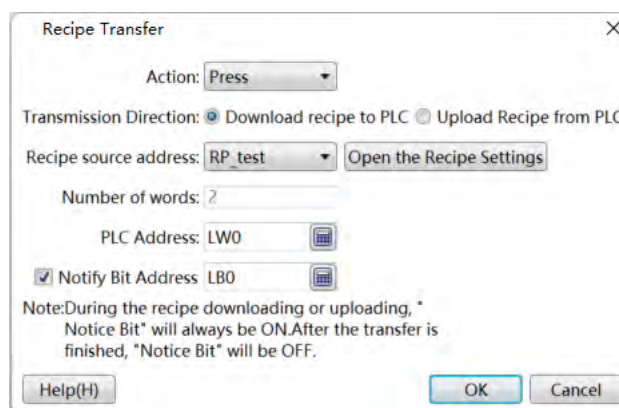 Recipe Transfer
Action: Press
Transmission Direction: Download recipe to PLC Upload Recipe from PLC
Recipe source address: RP_test Open the Recipe Settings
Number of words: 2
PLC Address: LW0
Notify Bit Address LB0
Note:During the recipe downloading or uploading, "
Notice Bit" will always be ON.After the transfer is
finished, "Notice Bit" will be OFF.
Help(H) OK Cancel